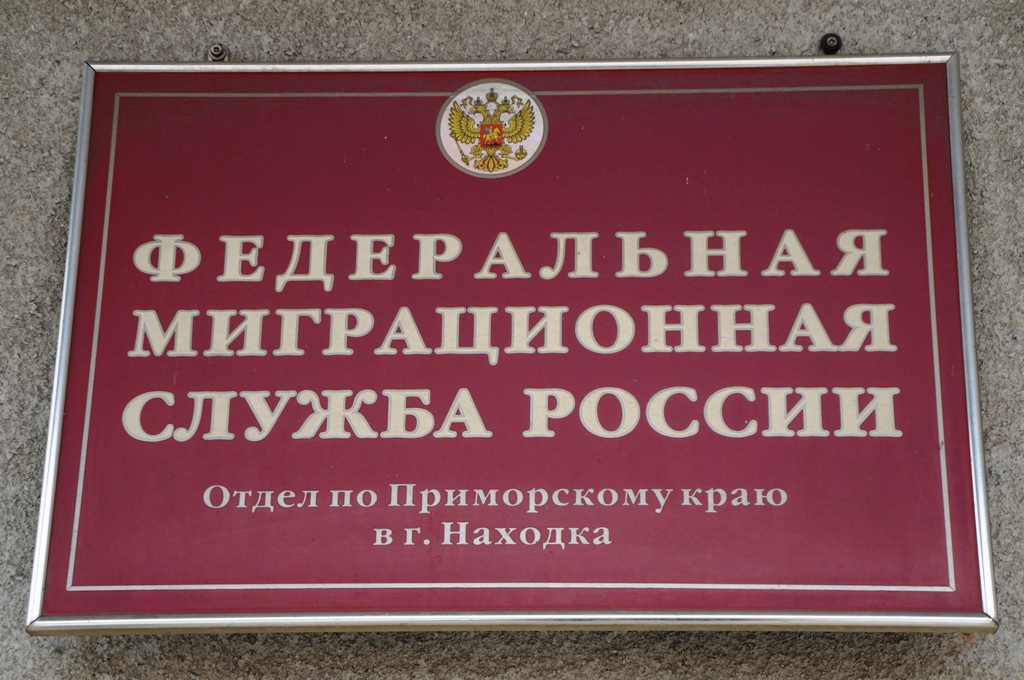 ФЕДЕРАЛЬНАЯ
МИГРАЦИОННАЯ
СЛУЖБА РОССИИ
Отдел по Приморскому краю
в г. Находка